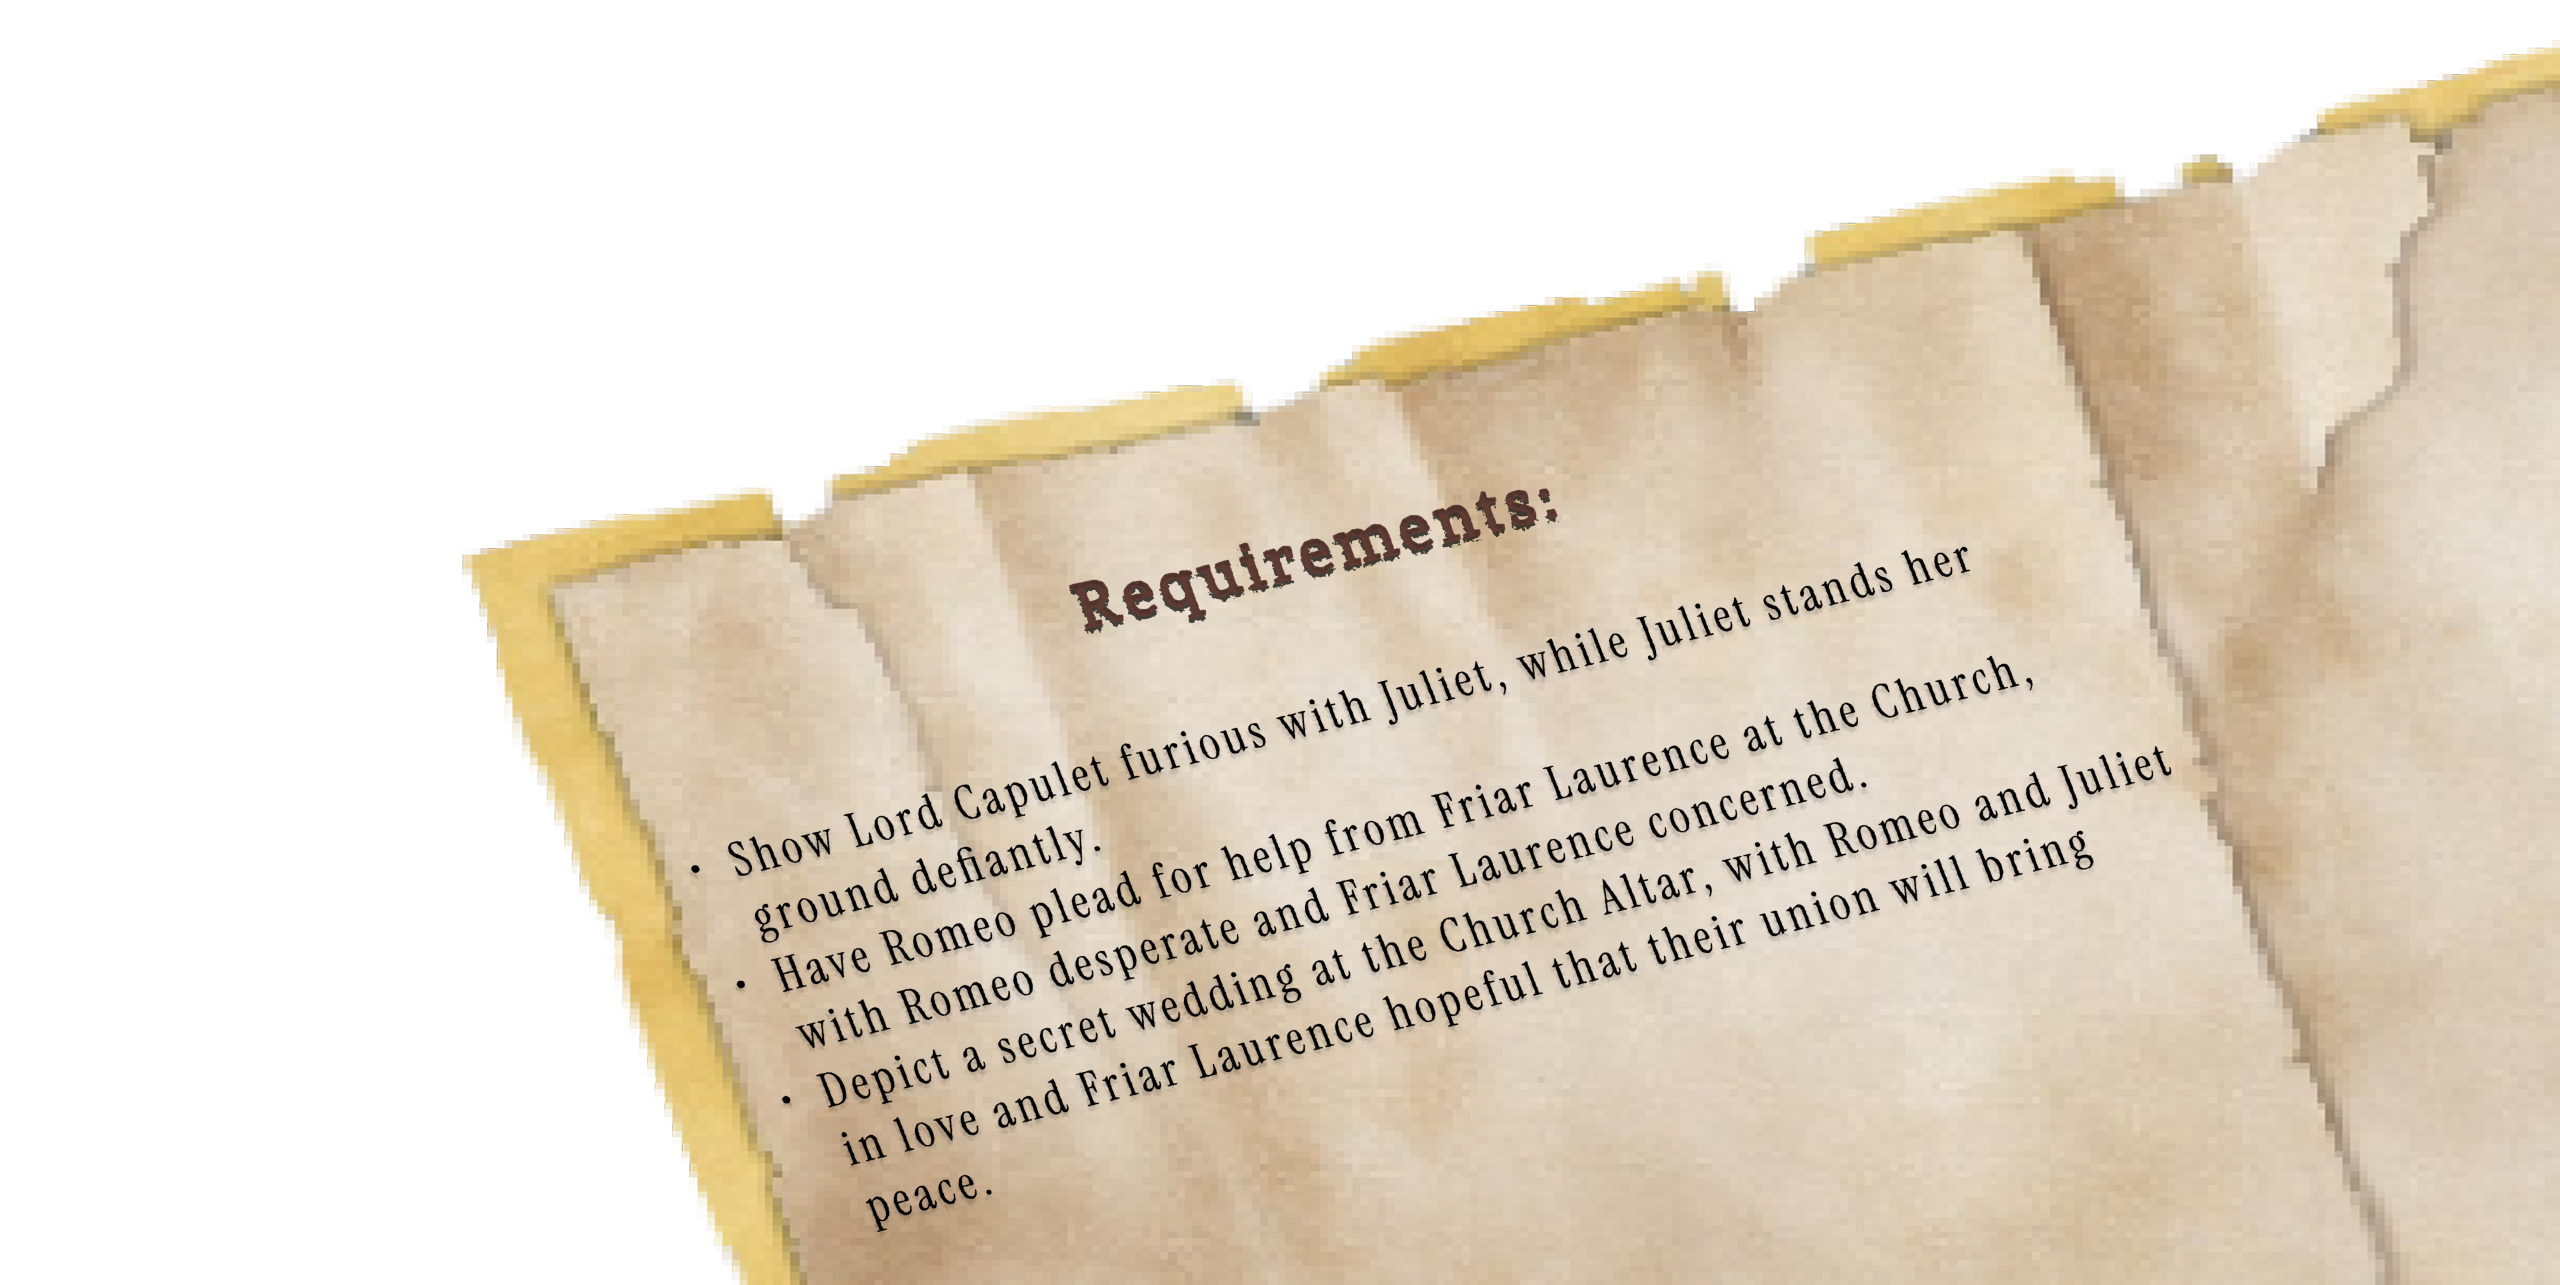 Requirements:
• Show Lord Capulet furious with Juliet, while Juliet stands her
ground defiantly.
• Have Romeo plead for help from Friar Laurence at the Church,
with Romeo desperate and Friar Laurence concerned.
• Depict a secret wedding at the Church Altar, with Romeo and Juliet
in love and Friar Laurence hopeful that their union will bring
peace.